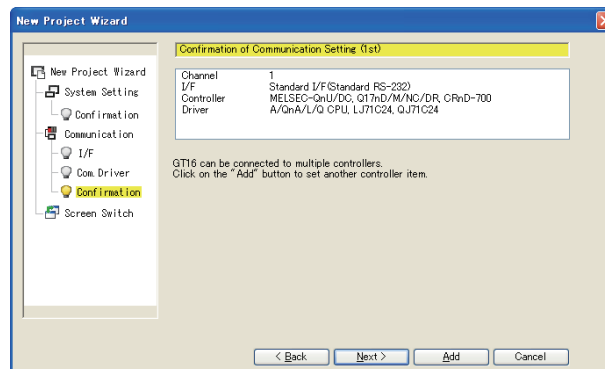 New Project Wizard
Confirmation of Communication Setting (1st)
New Project Wizard
System Setting
Confirmation
Communication
I/F
Com. Driver
Confirmation
Screen Switch
Channel 1
I/F Standard I/F(Standard RS-232)
Controller MELSEC-QnU/DC, Q17nD/M/NC/DR, CRnD-700
Driver A/QnA/L/Q CPU, LJ71C24, QJ71C24
GT16 can be connected to multiple controllers.
Click on the "Add" button to set another controller item.
< Back Next > Add Cancel